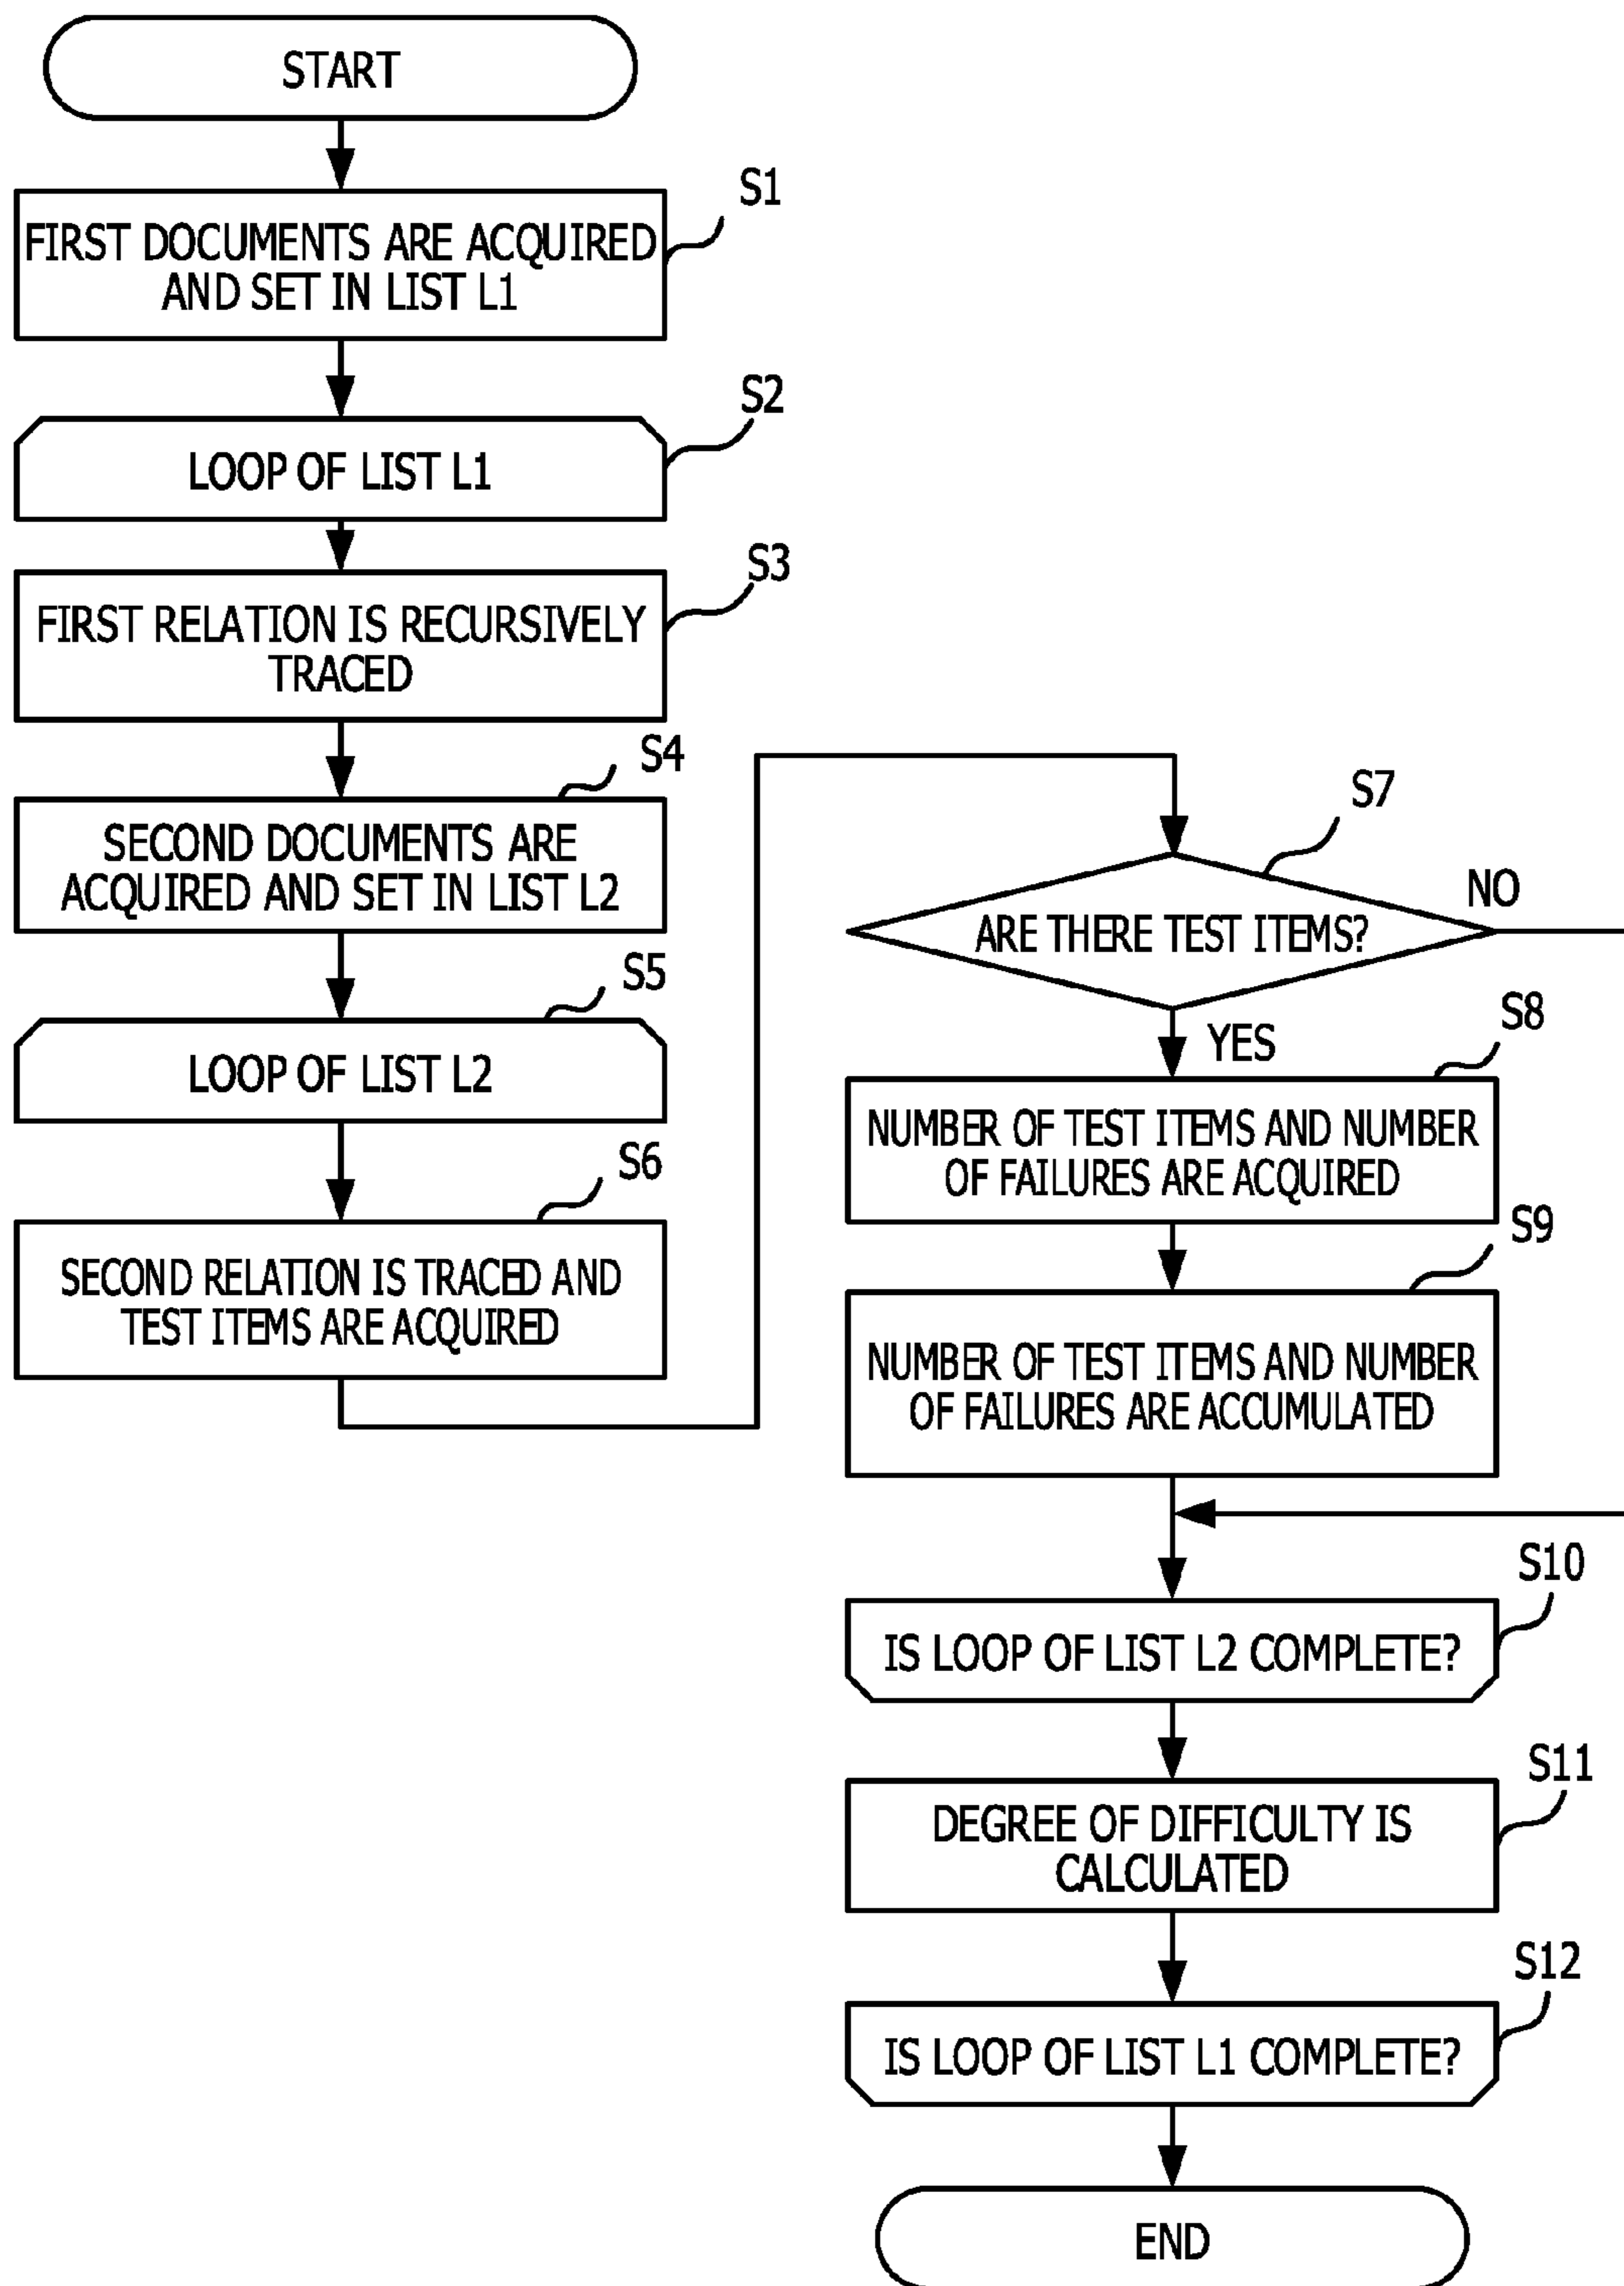 START
S1
FIRST DOCUMENTS ARE ACQUIRED
AND SET IN LIST L1
S2
LOOP OF LIST L1
S3
FIRST RELATION IS RECURSIVELY
TRACED
S4
SECOND DOCUMENTS ARE
ACQUIRED AND SET IN LIST L2
S5
LOOP OF LIST L2
S6
SECOND RELATION IS TRACED AND
TEST ITEMS ARE ACQUIRED
S7
ARE THERE TEST ITEMS?
NO
YES
S8
NUMBER OF TEST ITEMS AND NUMBER
OF FAILURES ARE ACQUIRED
S9
NUMBER OF TEST ITEMS AND NUMBER
OF FAILURES ARE ACCUMULATED
S10
IS LOOP OF LIST L2 COMPLETE?
S11
DEGREE OF DIFFICULTY IS
CALCULATED
S12
IS LOOP OF LIST L1 COMPLETE?
END